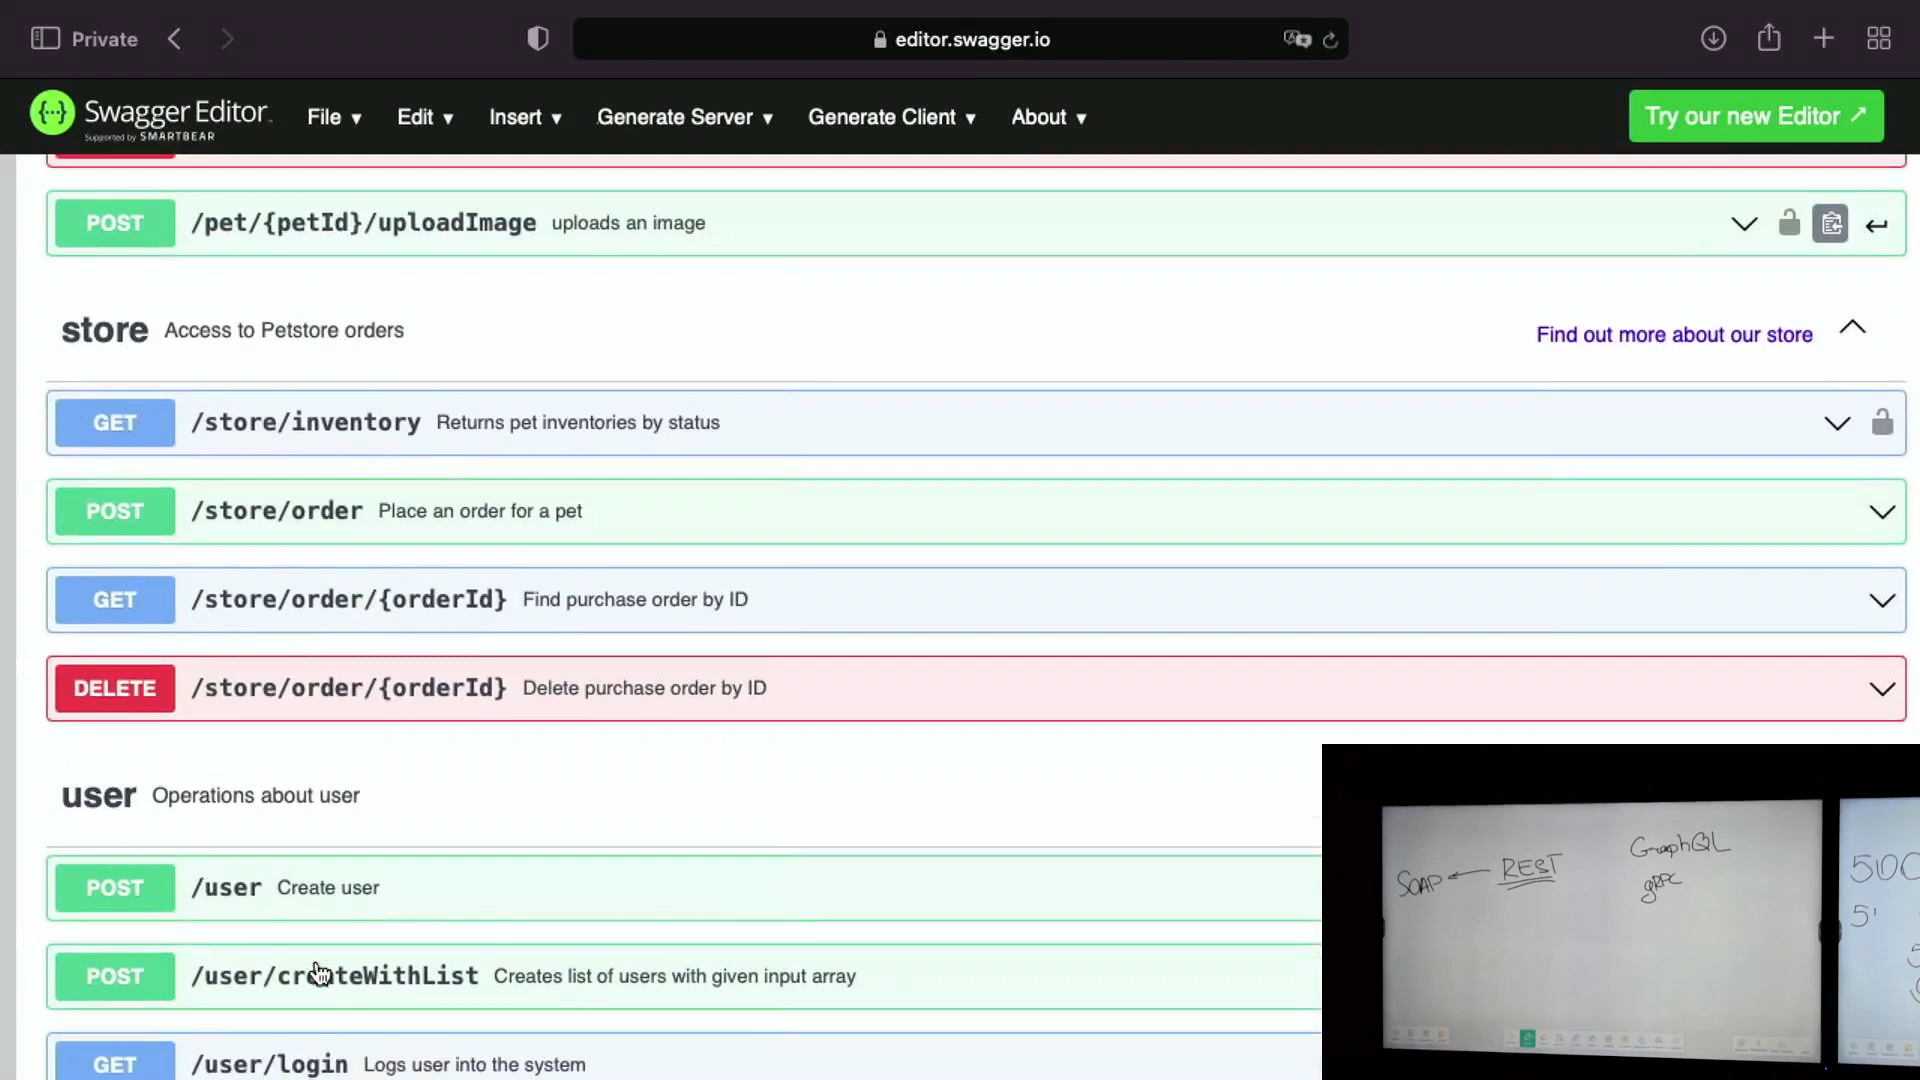 Private
editor.swagger.io
Swagger Editor
Supported by SMARTBEAR
File Edit Insert Generate Server Generate Client About
Try our new Editor
POST /pet/{petId}/uploadImage uploads an image
store Access to Petstore orders
Find out more about our store
GET /store/inventory Returns pet inventories by status
POST /store/order Place an order for a pet
GET /store/order/{orderId} Find purchase order by ID
DELETE /store/order/{orderId} Delete purchase order by ID
user Operations about user
POST /user Create user
POST /user/createWithList Creates list of users with given input array
GET /user/login Logs user into the system
GraphQL
SOAP REST
gRPC
500